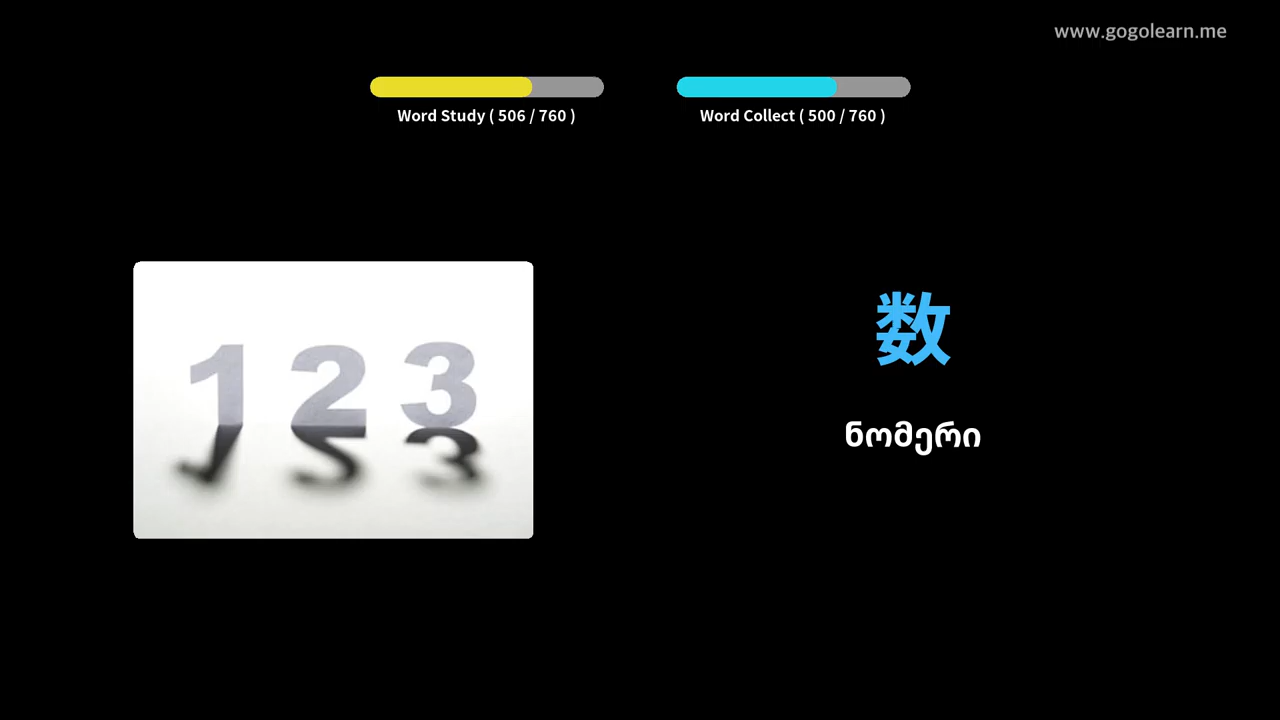 www.gogolearn.me
Word Study ( 506 / 760 )
Word Collect ( 500 / 760 )
1 2 3
数
ნომერი